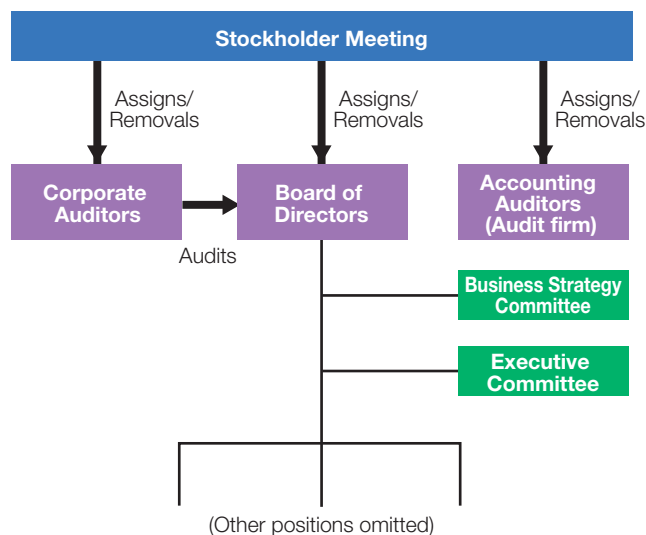 Stockholder Meeting
Assigns/
Removals
Assigns/
Removals
Assigns/
Removals
Corporate
Auditors
Board of
Directors
Accounting
Auditors
(Audit firm)
Audits
Business Strategy
Committee
Executive
Committee
(Other positions omitted)